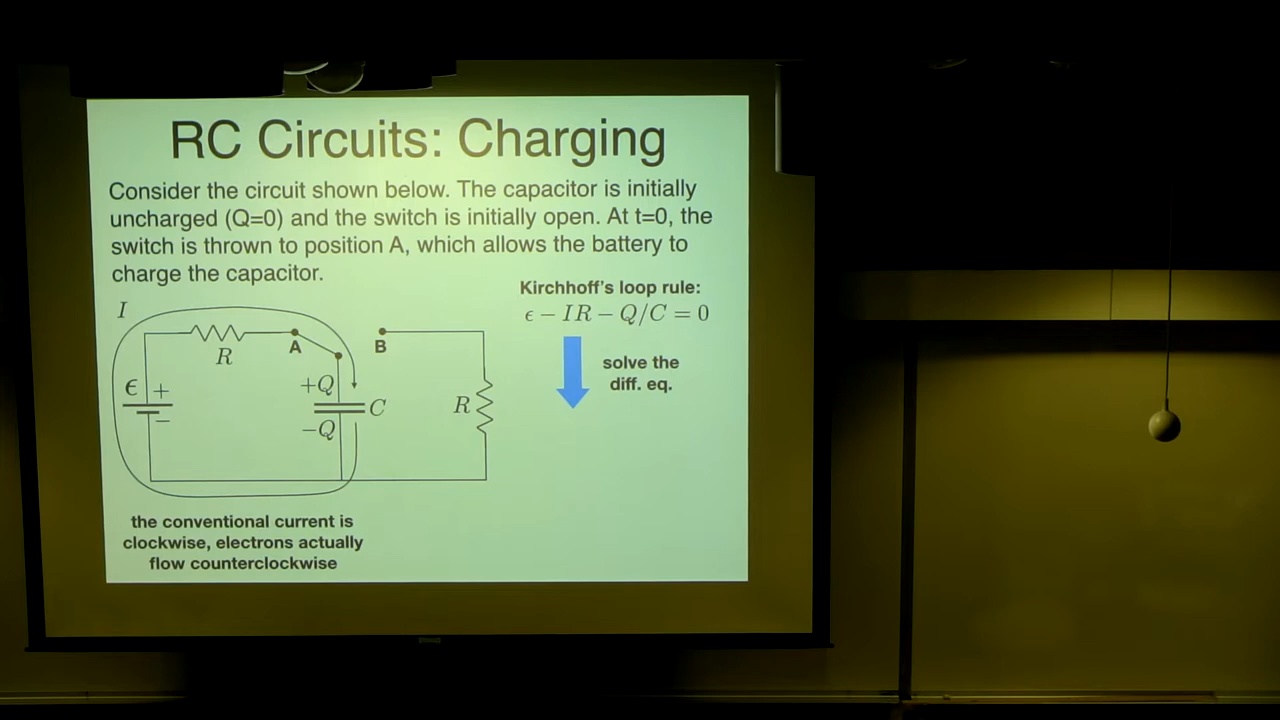 RC Circuits: Charging
Consider the circuit shown below. The capacitor is initially
uncharged (Q=0) and the switch is initially open. At t=0, the
switch is thrown to position A, which allows the battery to
charge the capacitor.
Kirchhoff's loop rule:
ϵ − IR − Q/C = 0
solve the
diff. eq.
I
R
A
B
ϵ
+
−
+Q
−Q
C
R
the conventional current is
clockwise, electrons actually
flow counterclockwise